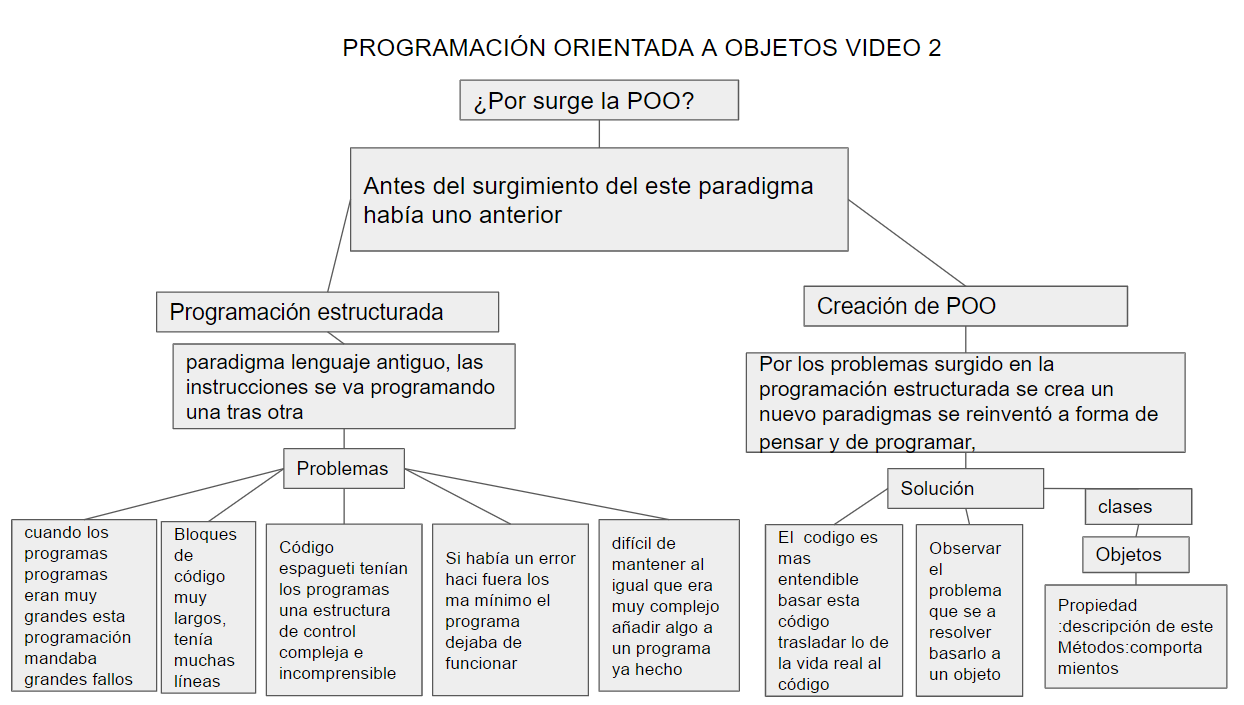 PROGRAMACIÓN ORIENTADA A OBJETOS VIDEO 2
¿Por surge la POO?
Antes del surgimiento del este paradigma
había uno anterior
Programación estructurada
paradigma lenguaje antiguo, las
instrucciones se va programando
una tras otra
Problemas
cuando los
programas
programas
eran muy
grandes esta
programación
mandaba
grandes fallos
Bloques
de
código
muy
largos,
tenía
muchas
líneas
Código
espagueti tenían
los programas
una estructura
de control
compleja e
incomprensible
Si había un error
haci fuera los
ma mínimo el
programa
dejaba de
funcionar
difícil de
mantener al
igual que era
muy complejo
añadir algo a
un programa
ya hecho
Creación de POO
Por los problemas surgido en la
programación estructurada se crea un
nuevo paradigmas se reinventó a forma de
pensar y de programar,
Solución
El codigo es
mas
entendible
basar esta
código
trasladar lo de
la vida real al
código
Observar
el
problema
que se a
resolver
basarlo a
un objeto
clases
Objetos
Propiedad
:descripción de este
Métodos:comporta
mientos